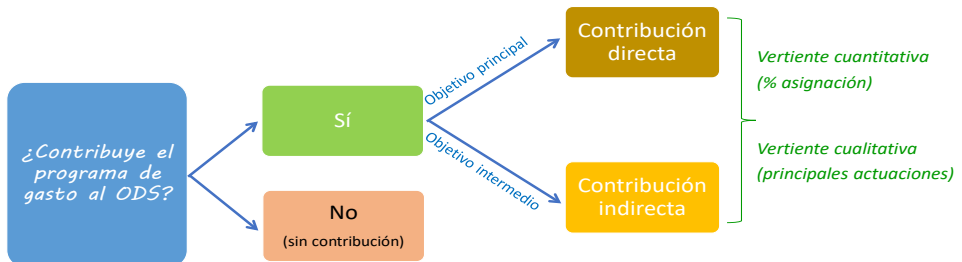 ¿Contribuye el
programa de
gasto al ODS?
Sí
No
(sin contribución)
Objetivo principal
Objetivo intermedio
Contribución
directa
Contribución
indirecta
Vertiente cuantitativa
(% asignación)
Vertiente cualitativa
(principales actuaciones)